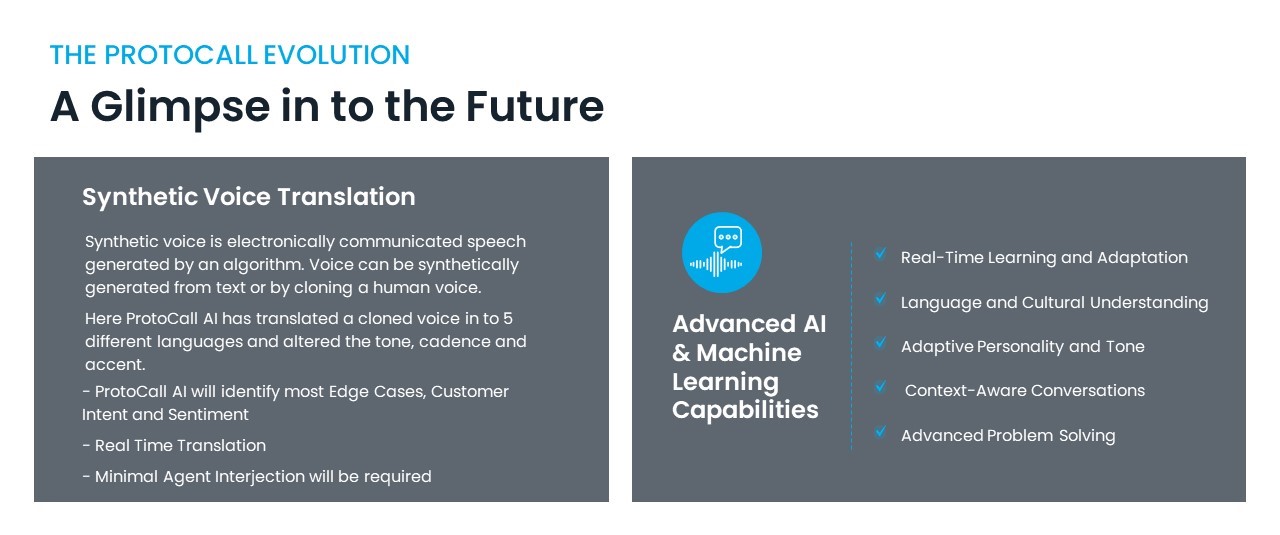 THE PROTOCALL EVOLUTION
A Glimpse in to the Future
Synthetic Voice Translation
Synthetic voice is electronically communicated speech
generated by an algorithm. Voice can be synthetically
generated from text or by cloning a human voice.
Here ProtoCall AI has translated a cloned voice in to 5
different languages and altered the tone, cadence and
accent.
- ProtoCall AI will identify most Edge Cases, Customer
Intent and Sentiment
- Real Time Translation
- Minimal Agent Interjection will be required
Advanced AI
& Machine
Learning
Capabilities
Real-Time Learning and Adaptation
Language and Cultural Understanding
Adaptive Personality and Tone
Context-Aware Conversations
Advanced Problem Solving